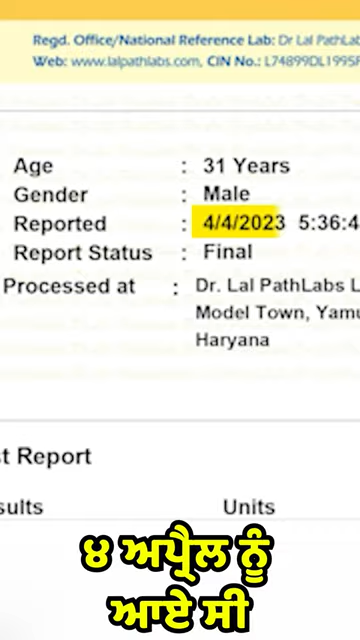 Regd. Office/National Reference Lab: Dr Lal PathLab
Web: www.lalpathlabs.com, CIN No.: L74899DL1995
Age : 31 Years
Gender : Male
Reported : 4/4/2023 5:36:4
Report Status : Final
Processed at : Dr. Lal PathLabs L
Model Town, Yamu
Haryana
st Report
sults Units
੪ ਅਪ੍ਰੈਲ ਨੂੰ
ਆਏ ਸੀ